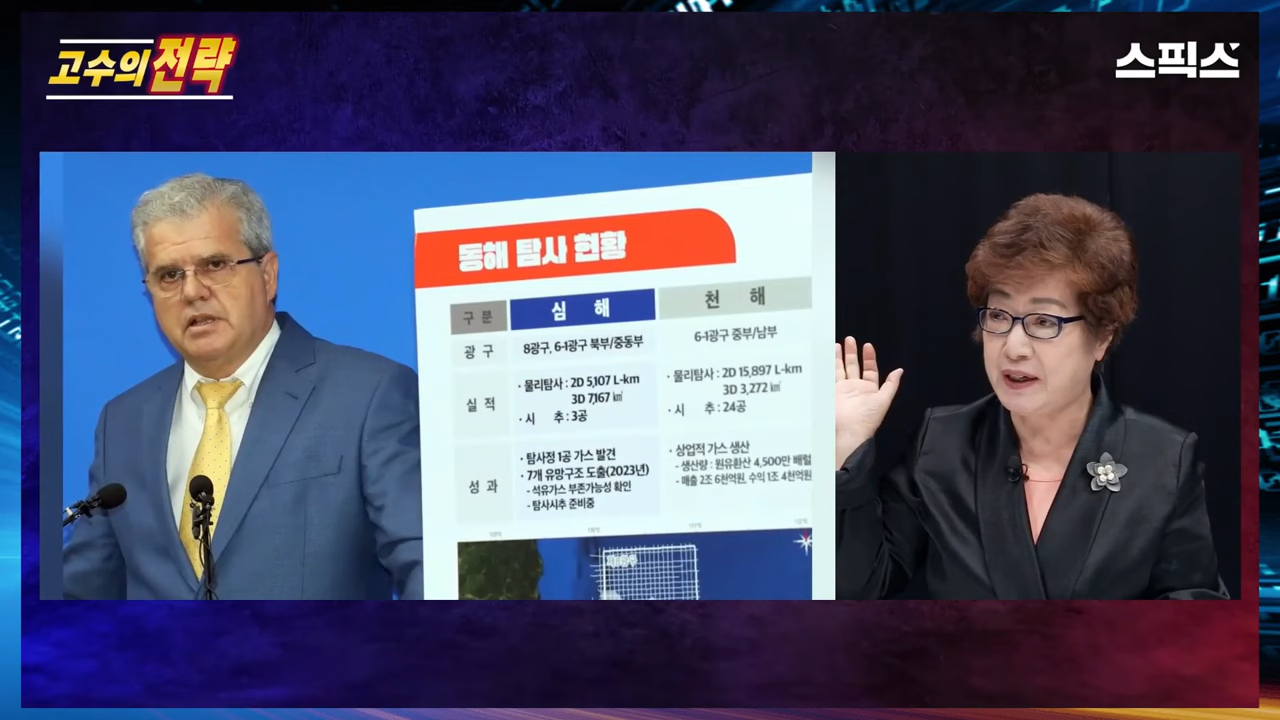 고수의전략
스픽스
동해 탐사 현황
구 분
심 해
천 해
광 구
8광구, 6-1광구 북부/중동부
6-1광구 중부/남부
실 적
· 물리탐사 : 2D 5,107 L-km
3D 7,167 ㎢
· 시 추 : 3공
· 물리탐사 : 2D 15,897 L-km
3D 3,272 ㎢
· 시 추 : 24공
성 과
· 탐사정 1공 가스 발견
· 7개 유망구조 도출(2023년)
- 석유가스 부존가능성 확인
- 탐사시추 준비중
· 상업적 가스 생산
- 생산량 : 원유환산 4,500만 배럴
- 매출 2조 6천억원, 수익 1조 4천억원